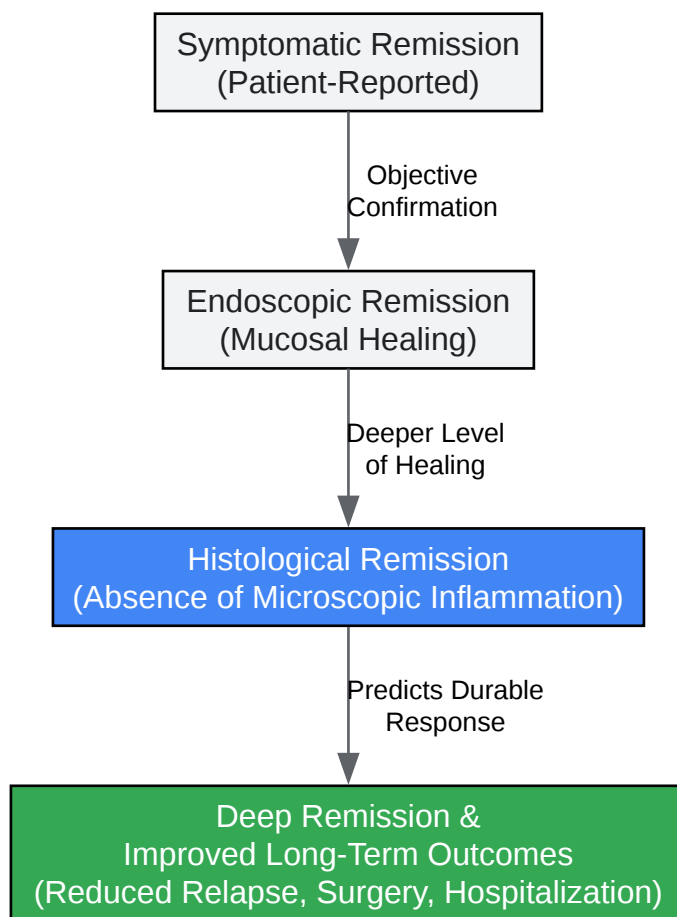 Symptomatic Remission
(Patient-Reported)
Objective
Confirmation
Endoscopic Remission
(Mucosal Healing)
Deeper Level
of Healing
Histological Remission
(Absence of Microscopic Inflammation)
Predicts Durable
Response
Deep Remission &
Improved Long-Term Outcomes
(Reduced Relapse, Surgery, Hospitalization)